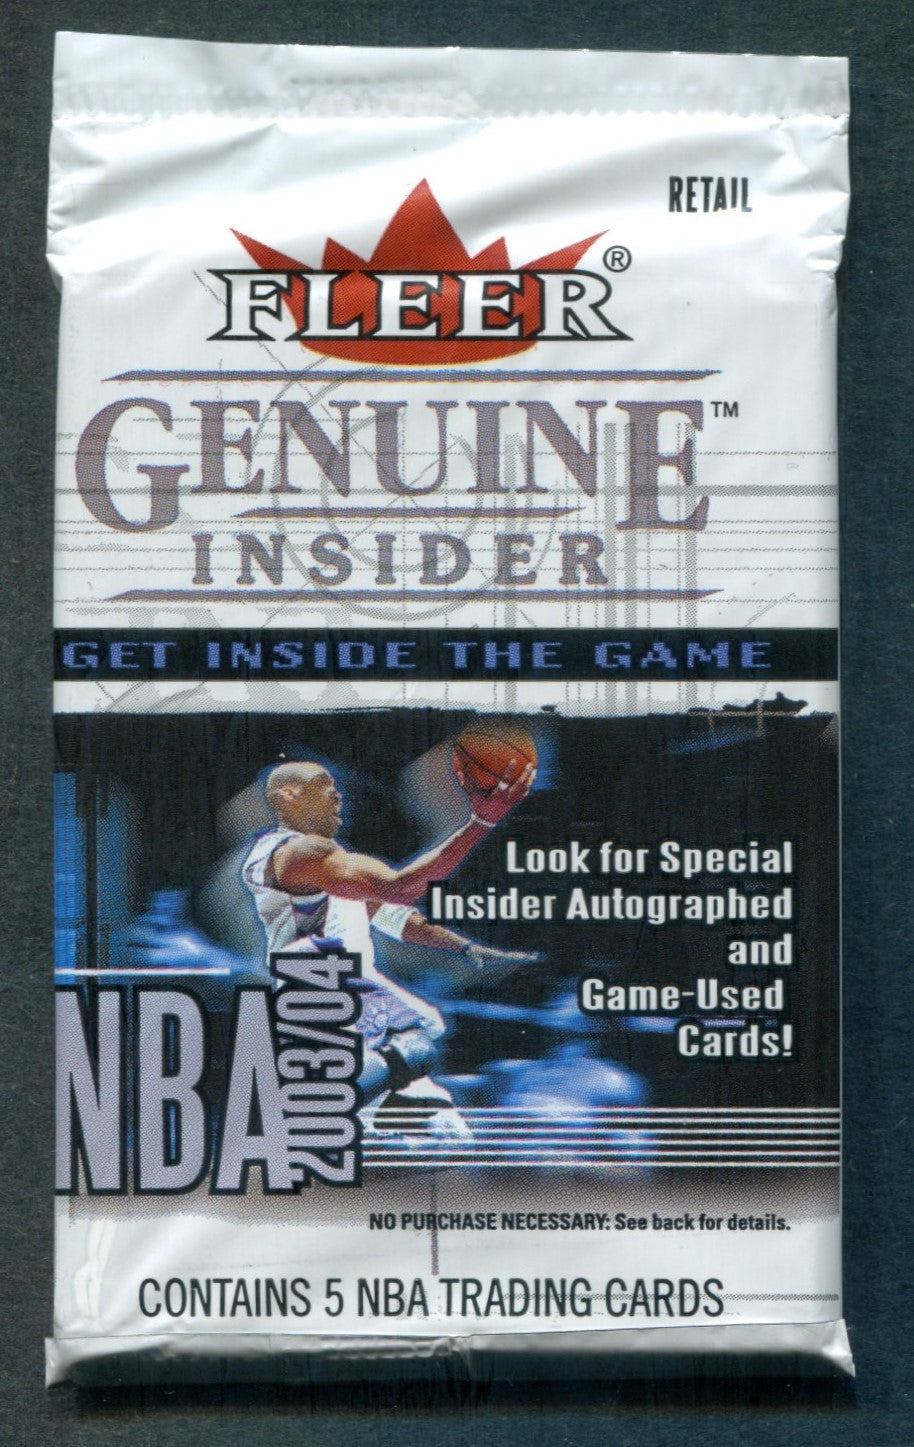 RETAIL
FLEER®
GENUINE™
INSIDER
GET INSIDE THE GAME
Look for Special
Insider Autographed
and
Game-Used
Cards!
NBA
2003/04
NO PURCHASE NECESSARY: See back for details.
CONTAINS 5 NBA TRADING CARDS